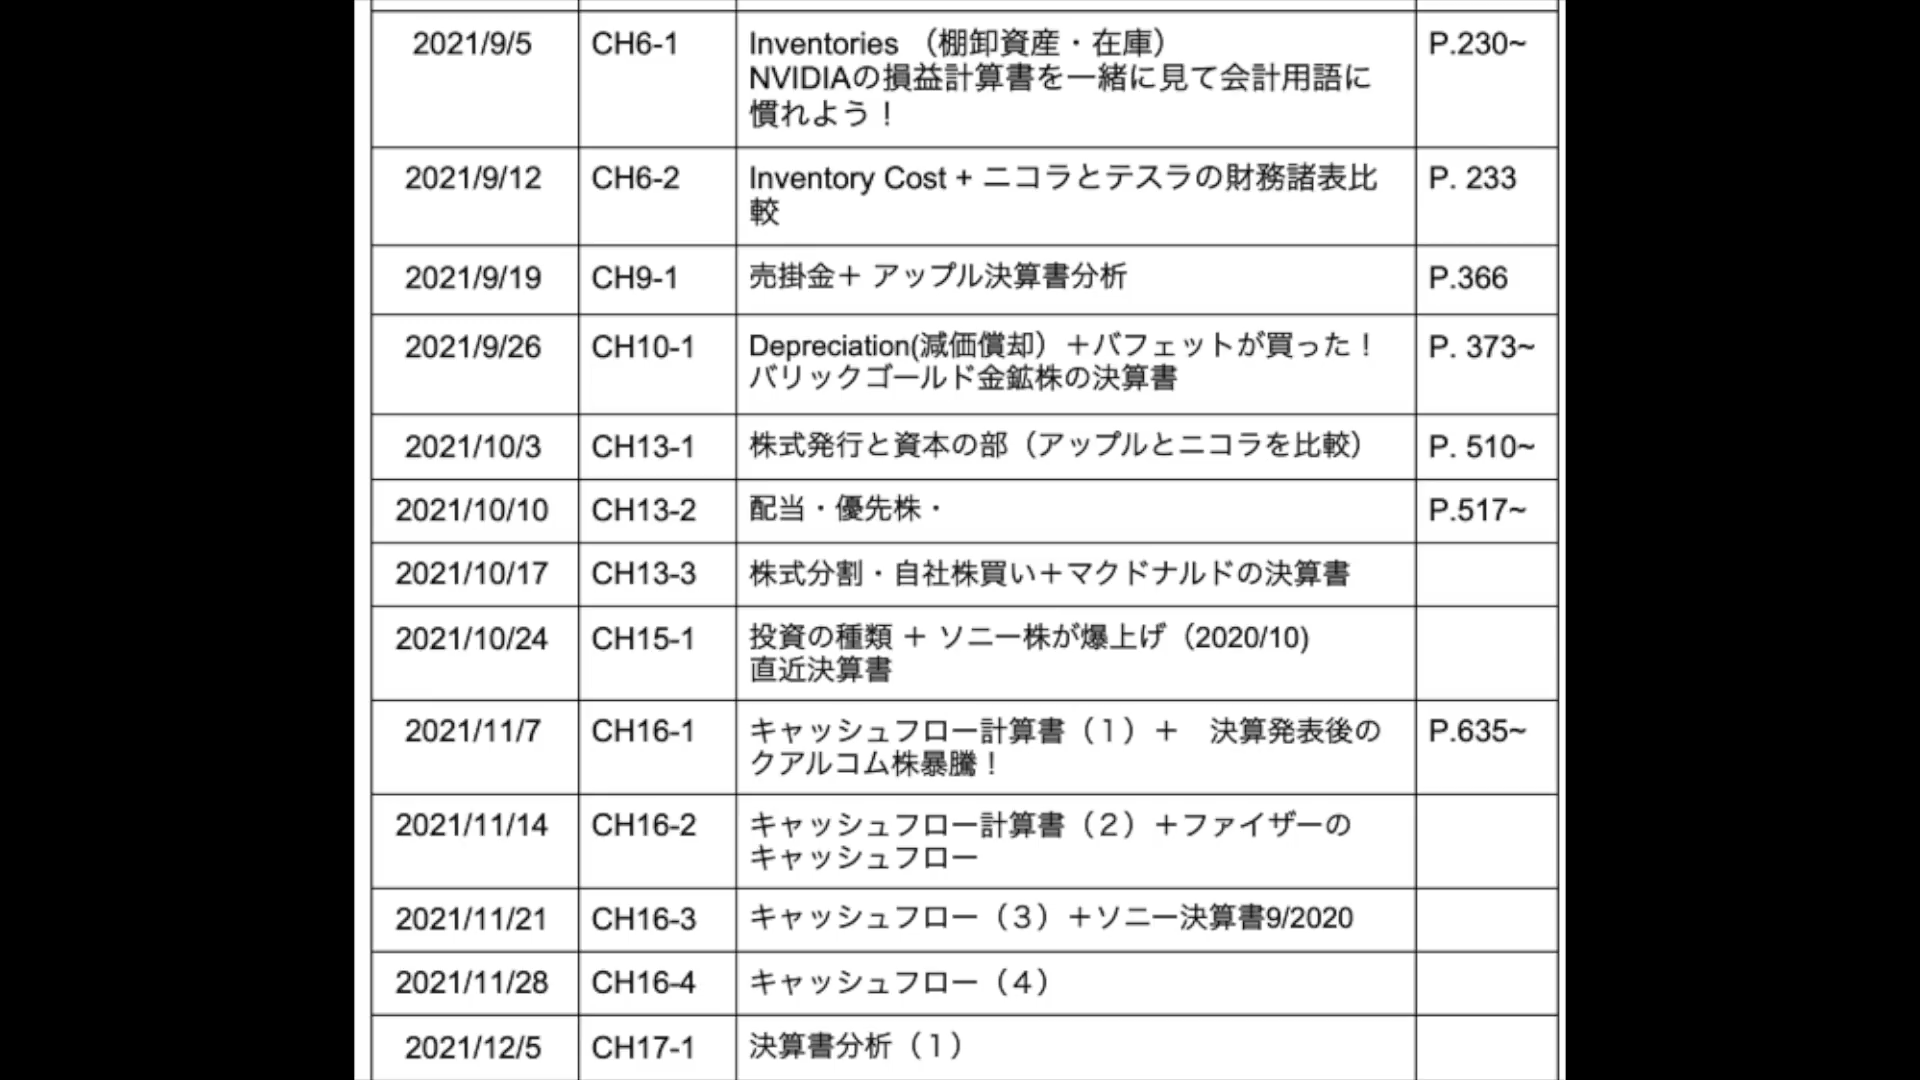 2021/9/5 CH6-1 Inventories （棚卸資産・在庫） P.230~
NVIDIAの損益計算書を一緒に見て会計用語に
慣れよう！
2021/9/12 CH6-2 Inventory Cost + ニコラとテスラの財務諸表比 P. 233
較
2021/9/19 CH9-1 売掛金＋ アップル決算書分析 P.366
2021/9/26 CH10-1 Depreciation(減価償却）＋バフェットが買った！ P. 373~
バリックゴールド金鉱株の決算書
2021/10/3 CH13-1 株式発行と資本の部（アップルとニコラを比較） P. 510~
2021/10/10 CH13-2 配当・優先株・ P.517~
2021/10/17 CH13-3 株式分割・自社株買い＋マクドナルドの決算書
2021/10/24 CH15-1 投資の種類 ＋ ソニー株が爆上げ（2020/10)
直近決算書
2021/11/7 CH16-1 キャッシュフロー計算書（１）＋　決算発表後の P.635~
クアルコム株暴騰！
2021/11/14 CH16-2 キャッシュフロー計算書（２）＋ファイザーの
キャッシュフロー
2021/11/21 CH16-3 キャッシュフロー（３）＋ソニー決算書9/2020
2021/11/28 CH16-4 キャッシュフロー（４）
2021/12/5 CH17-1 決算書分析（１）